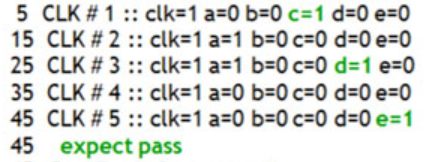 5 CLK # 1 :: clk=1 a=0 b=0 c=1 d=0 e=0
15 CLK # 2 :: clk=1 a=1 b=0 c=0 d=0 e=0
25 CLK # 3 :: clk=1 a=1 b=0 c=0 d=1 e=0
35 CLK # 4 :: clk=1 a=0 b=0 c=0 d=0 e=0
45 CLK # 5 :: clk=1 a=0 b=0 c=0 d=0 e=1
45 expect pass